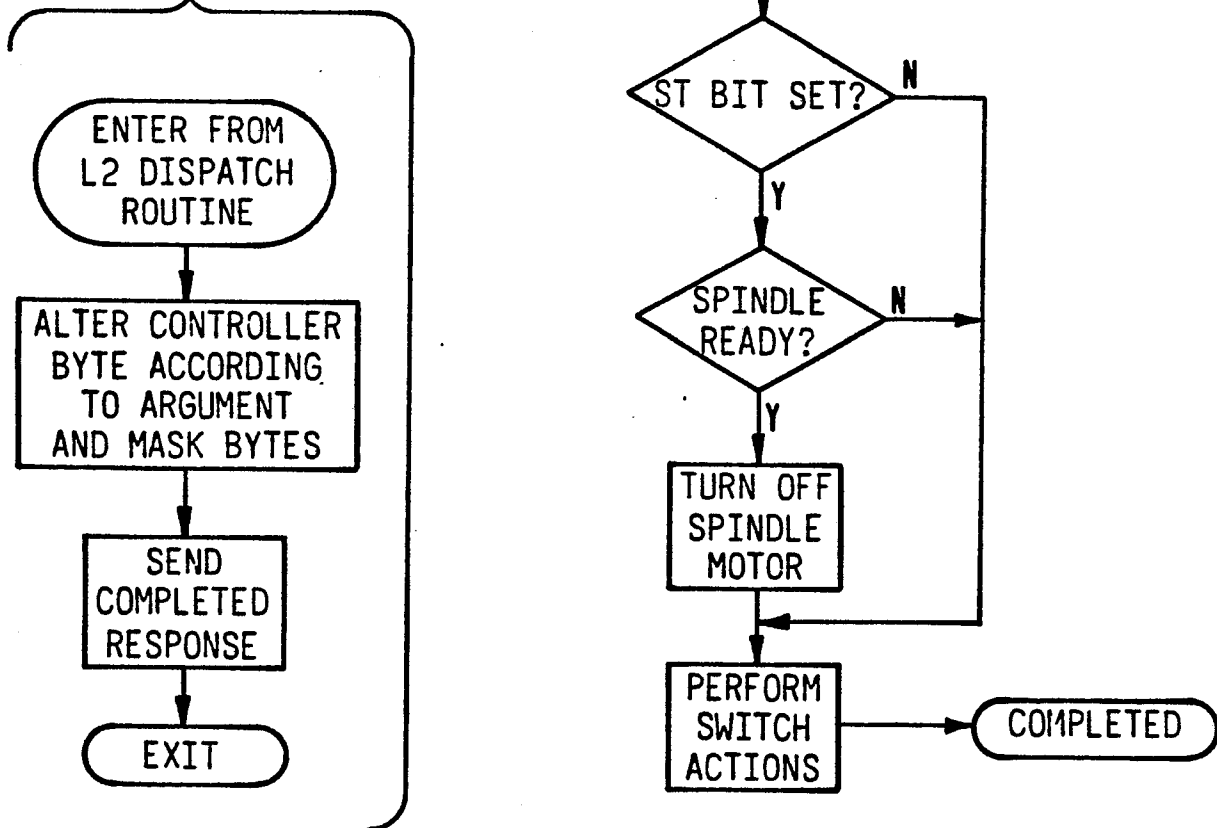 ENTER FROM
L2 DISPATCH
ROUTINE
ALTER CONTROLLER
BYTE ACCORDING
TO ARGUMENT
AND MASK BYTES
SEND
COMPLETED
RESPONSE
EXIT
ST BIT SET?
N
Y
SPINDLE
READY?
N
Y
TURN OFF
SPINDLE
MOTOR
PERFORM
SWITCH
ACTIONS
COMPLETED